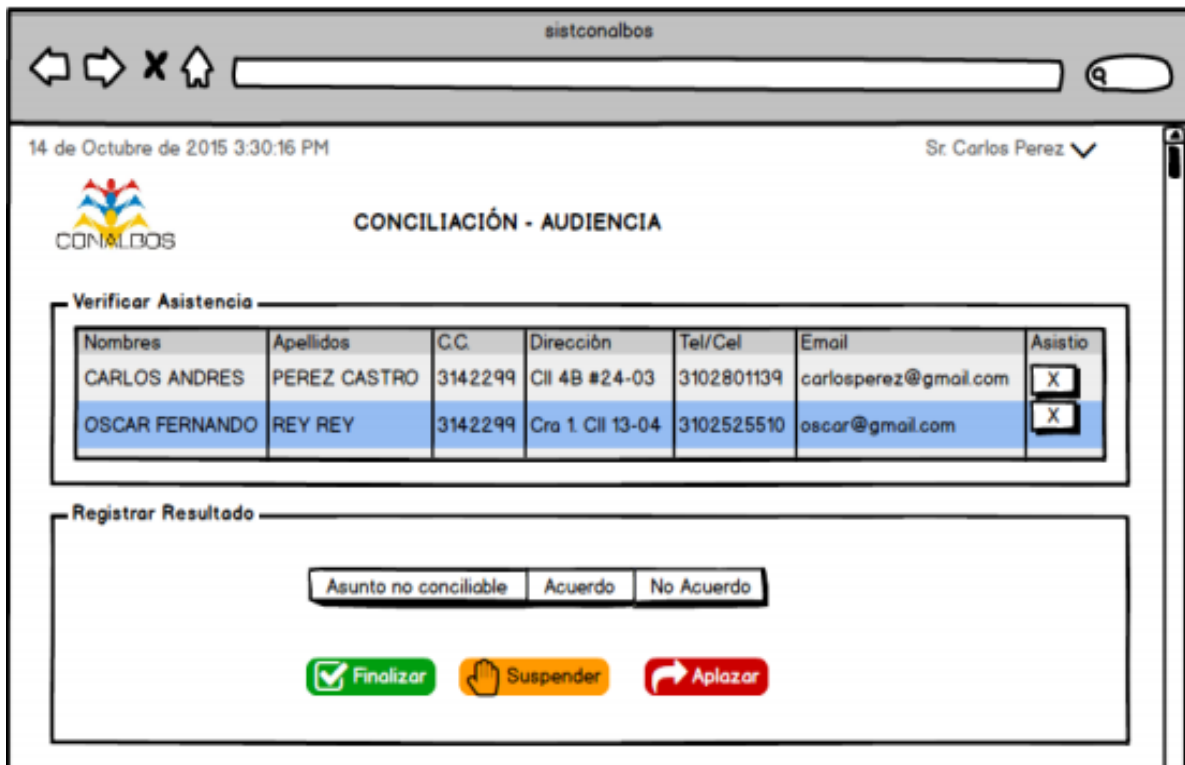 sistconalbos
14 de Octubre de 2015 3:30:16 PM Sr. Carlos Perez
CONALBOS
CONCILIACIÓN - AUDIENCIA
Verificar Asistencia
Nombres Apellidos C.C. Dirección Tel/Cel Email Asistio
CARLOS ANDRES PEREZ CASTRO 3142299 Cll 4B #24-03 3102801139 carlosperez@gmail.com X
OSCAR FERNANDO REY REY 3142299 Cra 1. Cll 13-04 3102525510 oscar@gmail.com X
Registrar Resultado
Asunto no conciliable Acuerdo No Acuerdo
Finalizar Suspender Aplazar